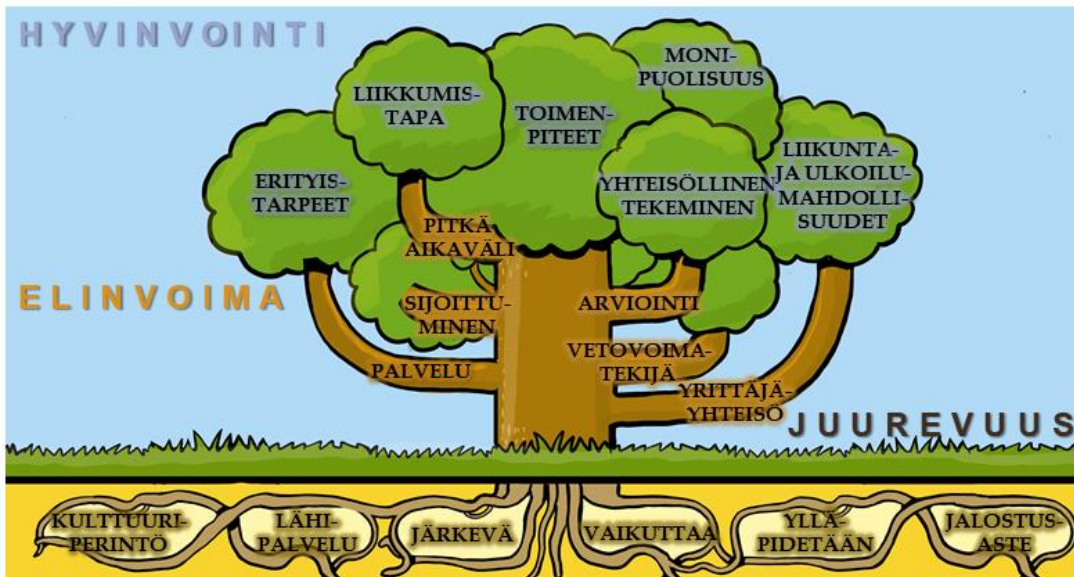 HYVINVOINTI
MONI-
PUOLISUUS
LIIKKUMIS-
TAPA
TOIMEN-
PITEET
LIIKUNTA-
JA ULKOILU-
MAHDOLLI-
SUUDET
ERITYIS-
TARPEET
YHTEISÖLLINEN
TEKEMINEN
PITKÄ
AIKAVÄLI
ELINVOIMA
SIJOITTU-
MINEN
ARVIOINTI
PALVELU
VETOVOIMA-
TEKIJÄ
YRITTÄJÄ-
YHTEISÖ
JUUREVUUS
KULTTUURI-
PERINTÖ
LÄHI-
PALVELU
JÄRKEVÄ
VAIKUTTAA
YLLÄ-
PIDETÄÄN
JALOSTUS-
ASTE